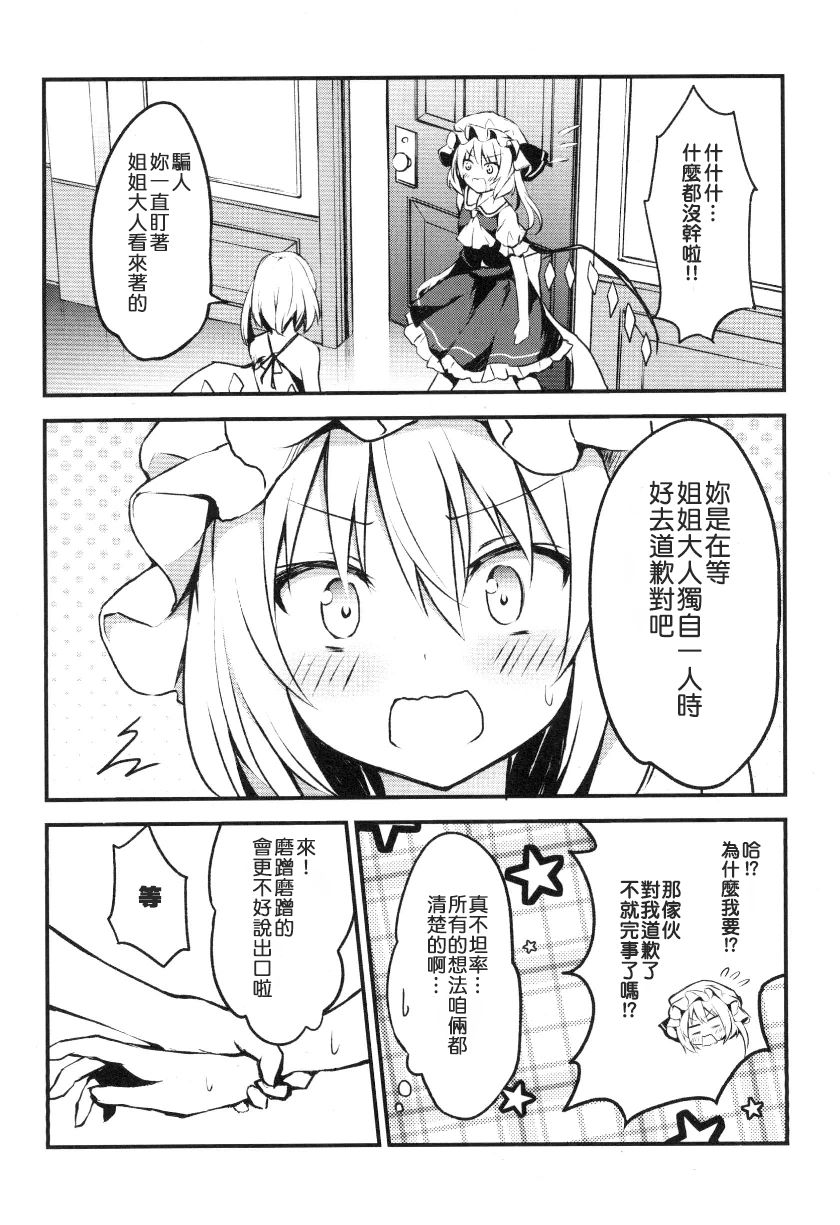 什什什…
什麼都沒幹啦!!
騙人
妳一直盯著
姐姐大人看來著的
妳是在等
姐姐大人獨自一人時
好去道歉對吧
哈!?
為什麼我要!?
那傢伙
對我道歉了
不就完事了嗎!?
真不坦率…
所有的想法咱倆都
清楚的啊…
來!
磨蹭磨蹭的
會更不好說出口啦
等